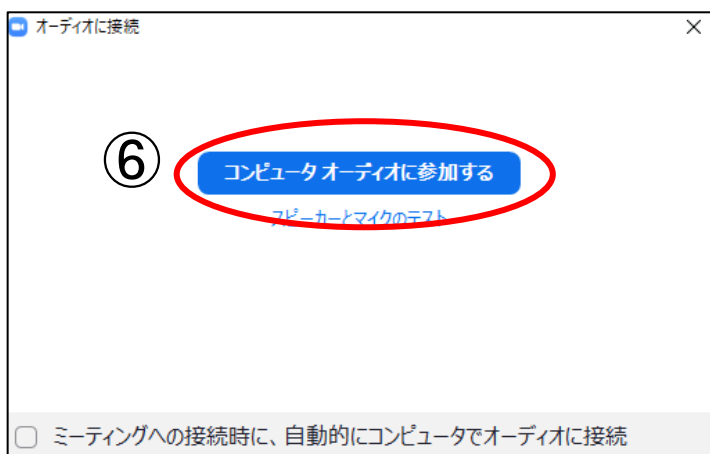 オーディオに接続
⑥
コンピュータ オーディオに参加する
スピーカーとマイクのテスト
ミーティングへの接続時に、自動的にコンピュータでオーディオに接続